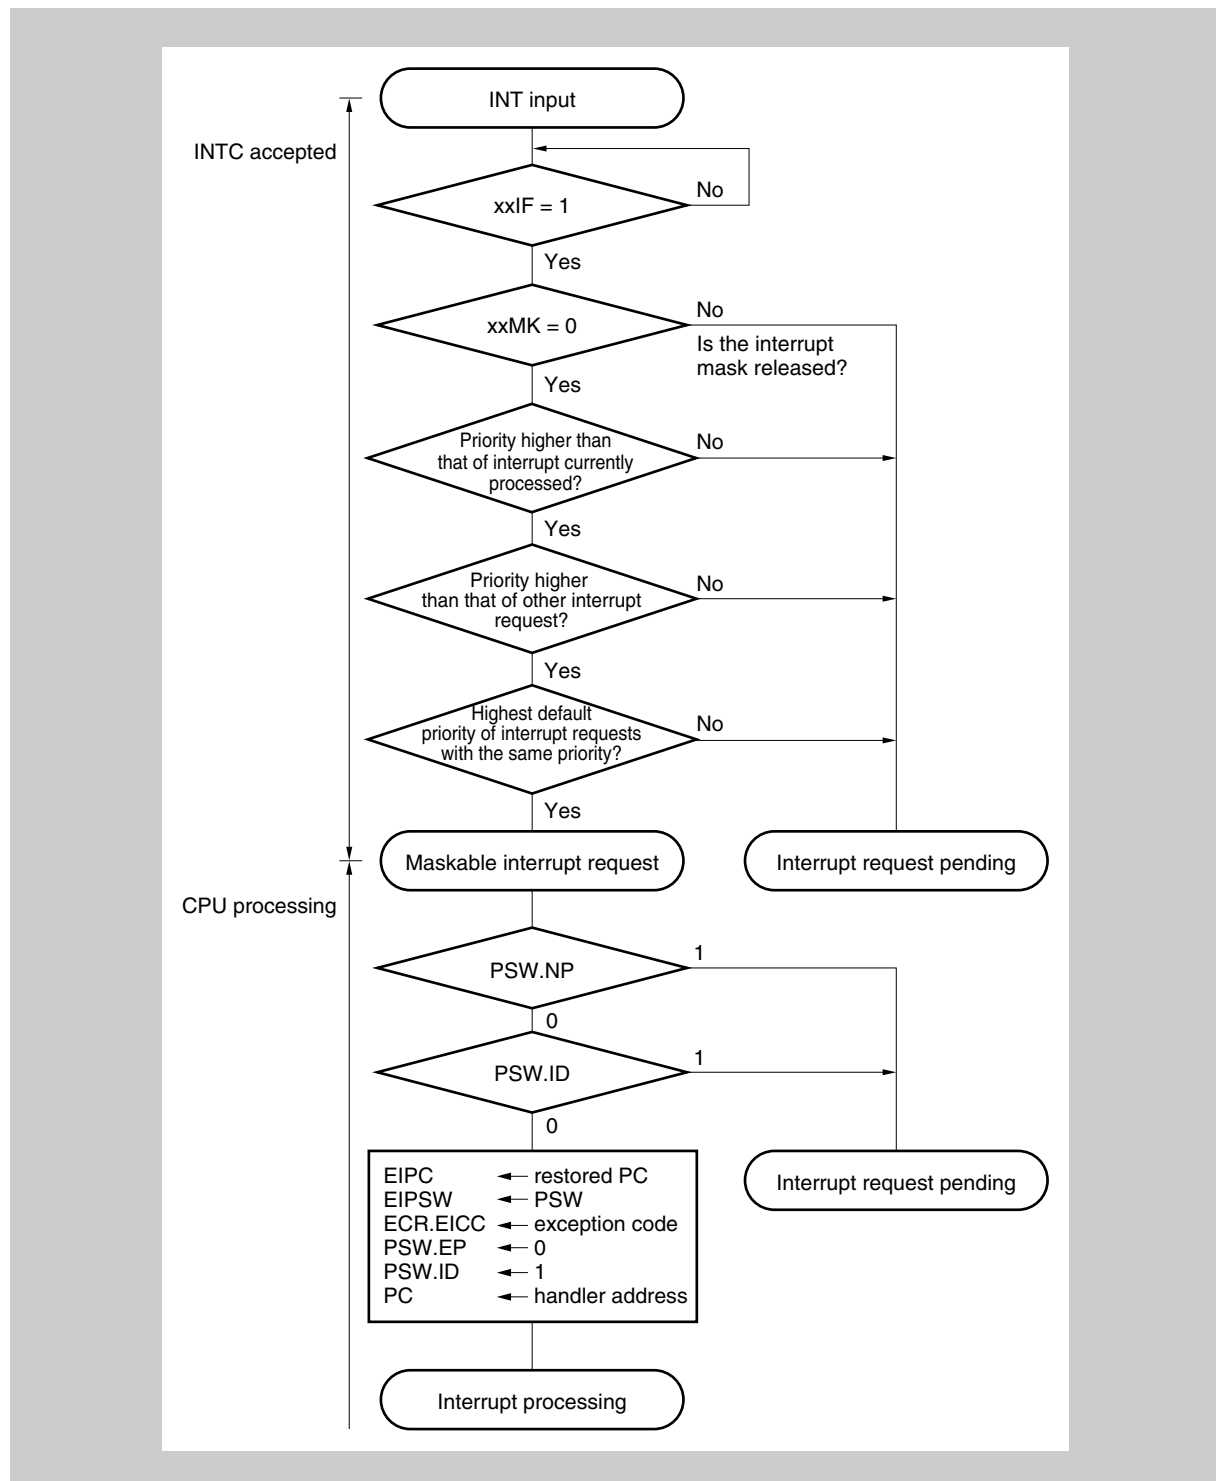 INT input
INTC accepted
No
xxIF = 1
Yes
No
xxMK = 0
Is the interrupt
mask released?
Yes
Priority higher than
that of interrupt currently
processed?
No
Yes
Priority higher
than that of other interrupt
request?
No
Yes
Highest default
priority of interrupt requests
with the same priority?
No
Yes
Maskable interrupt request
Interrupt request pending
CPU processing
1
PSW.NP
0
1
PSW.ID
0
EIPC ← restored PC
EIPSW ← PSW
ECR.EICC ← exception code
PSW.EP ← 0
PSW.ID ← 1
PC ← handler address
Interrupt request pending
Interrupt processing